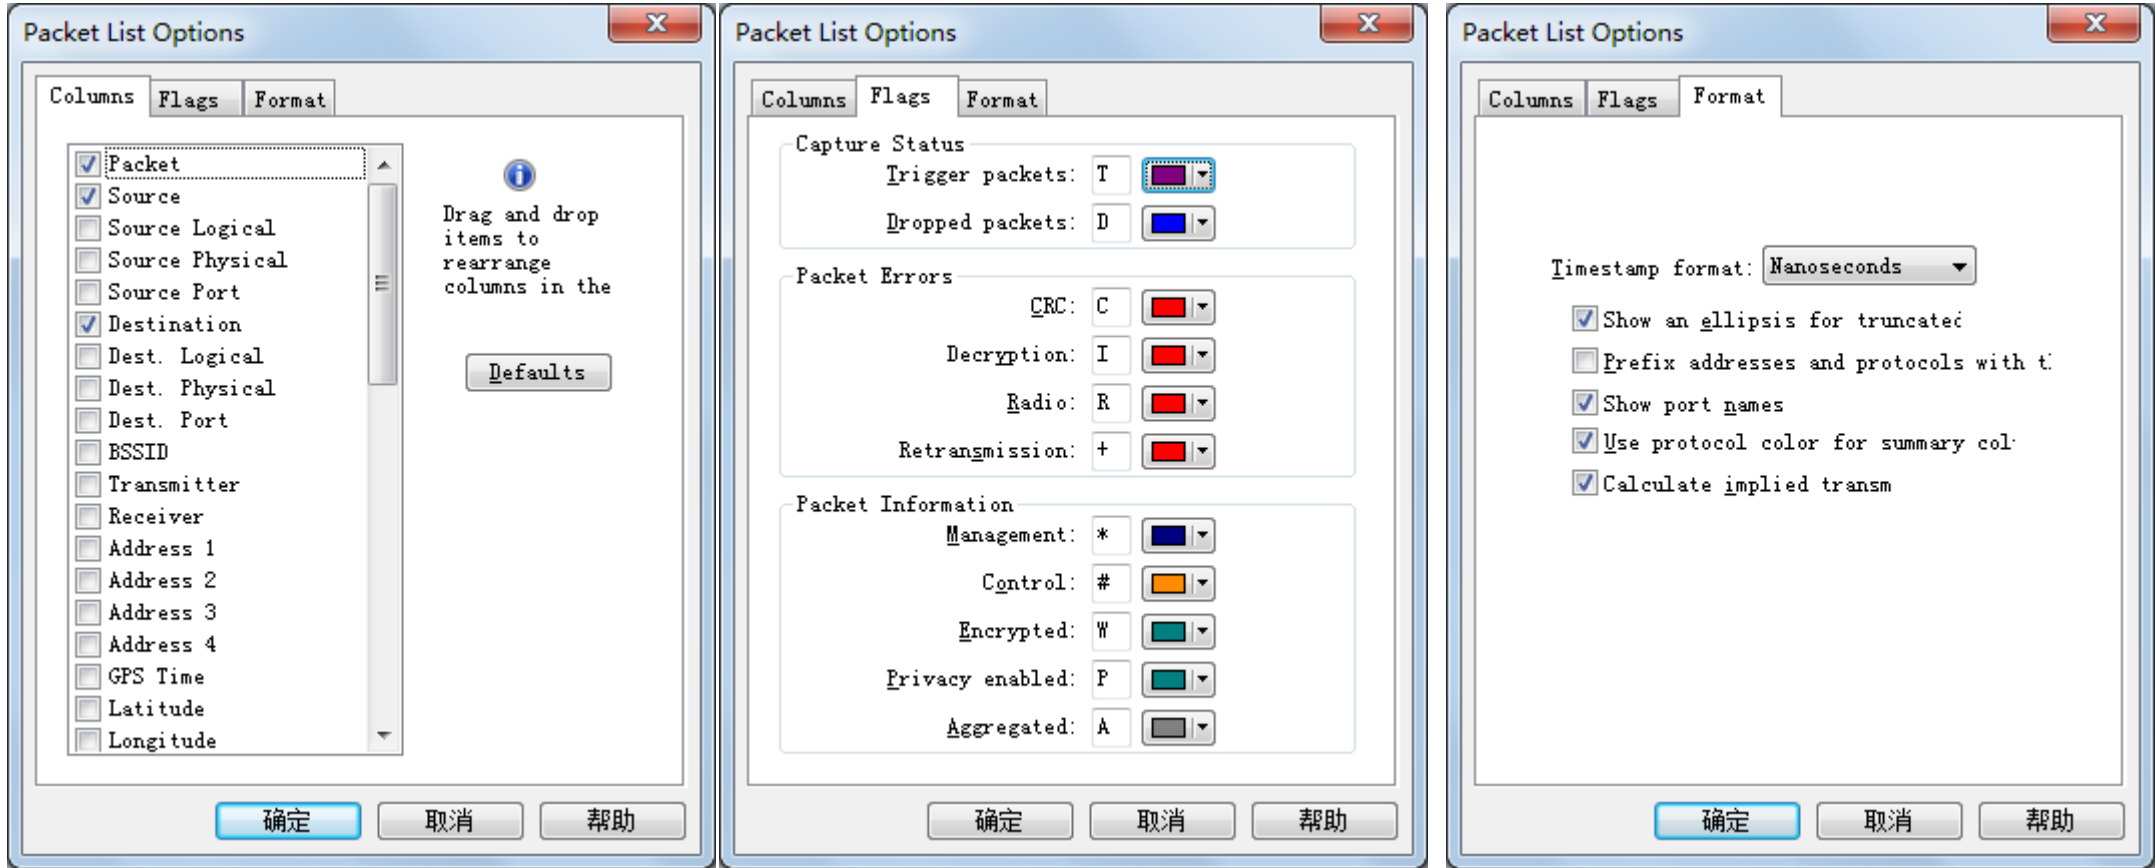 Packet List Options
Columns Flags Format
Packet
Source
Source Logical
Source Physical
Source Port
Destination
Dest. Logical
Dest. Physical
Dest. Port
BSSID
Transmitter
Receiver
Address 1
Address 2
Address 3
Address 4
GPS Time
Latitude
Longitude
Drag and drop
items to
rearrange
columns in the
Defaults
确定 取消 帮助
Packet List Options
Columns Flags Format
Capture Status
Trigger packets: T
Dropped packets: D
Packet Errors
CRC: C
Decryption: I
Radio: R
Retransmission: +
Packet Information
Management: *
Control: #
Encrypted: W
Privacy enabled: P
Aggregated: A
确定 取消 帮助
Packet List Options
Columns Flags Format
Timestamp format: Nanoseconds
Show an ellipsis for truncated
Prefix addresses and protocols with t
Show port names
Use protocol color for summary col
Calculate implied transm
确定 取消 帮助